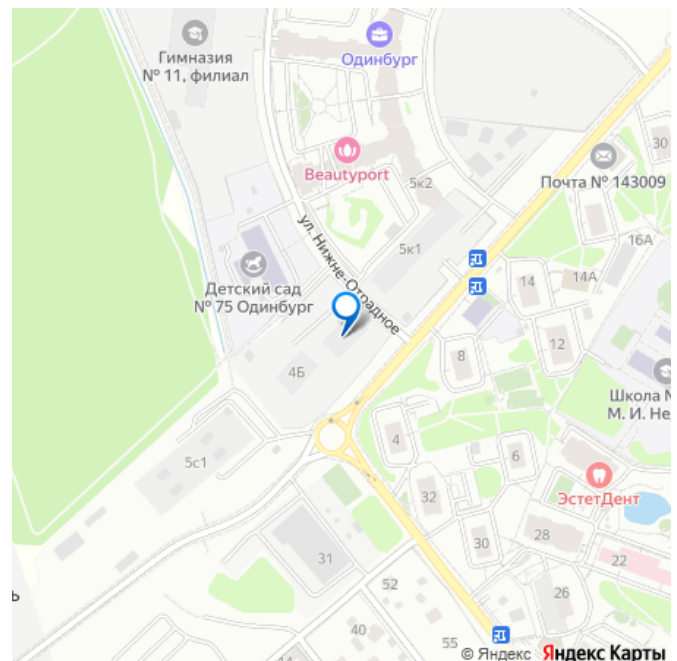 Гимназия
№ 11, филиал
Одинбург
30
Beautyport
Почта № 143009
5к2
ул. Нижне-Отрадное
16А
5к1
Детский сад
№ 75 Одинбург
14
14А
12
8
4Б
Школа №
М. И. Не
4
6
5с1
ЭстетДент
32
28
30
22
31
52
26
ь
40
55
© Яндекс Яндекс Карты